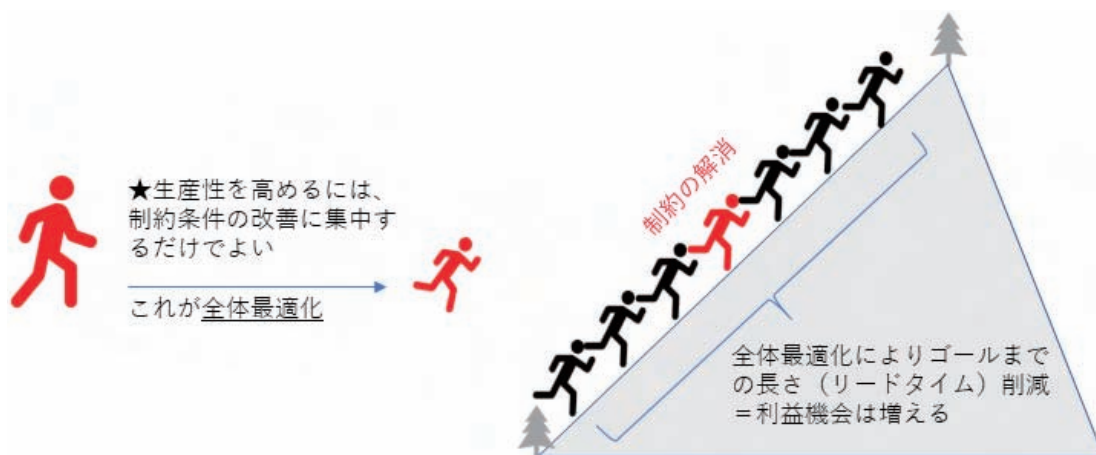 ★生産性を高めるには、
制約条件の改善に集中す
るだけでよい
これが全体最適化
制約の解消
全体最適化によりゴールまで
の長さ（リードタイム）削減
＝利益機会は増える